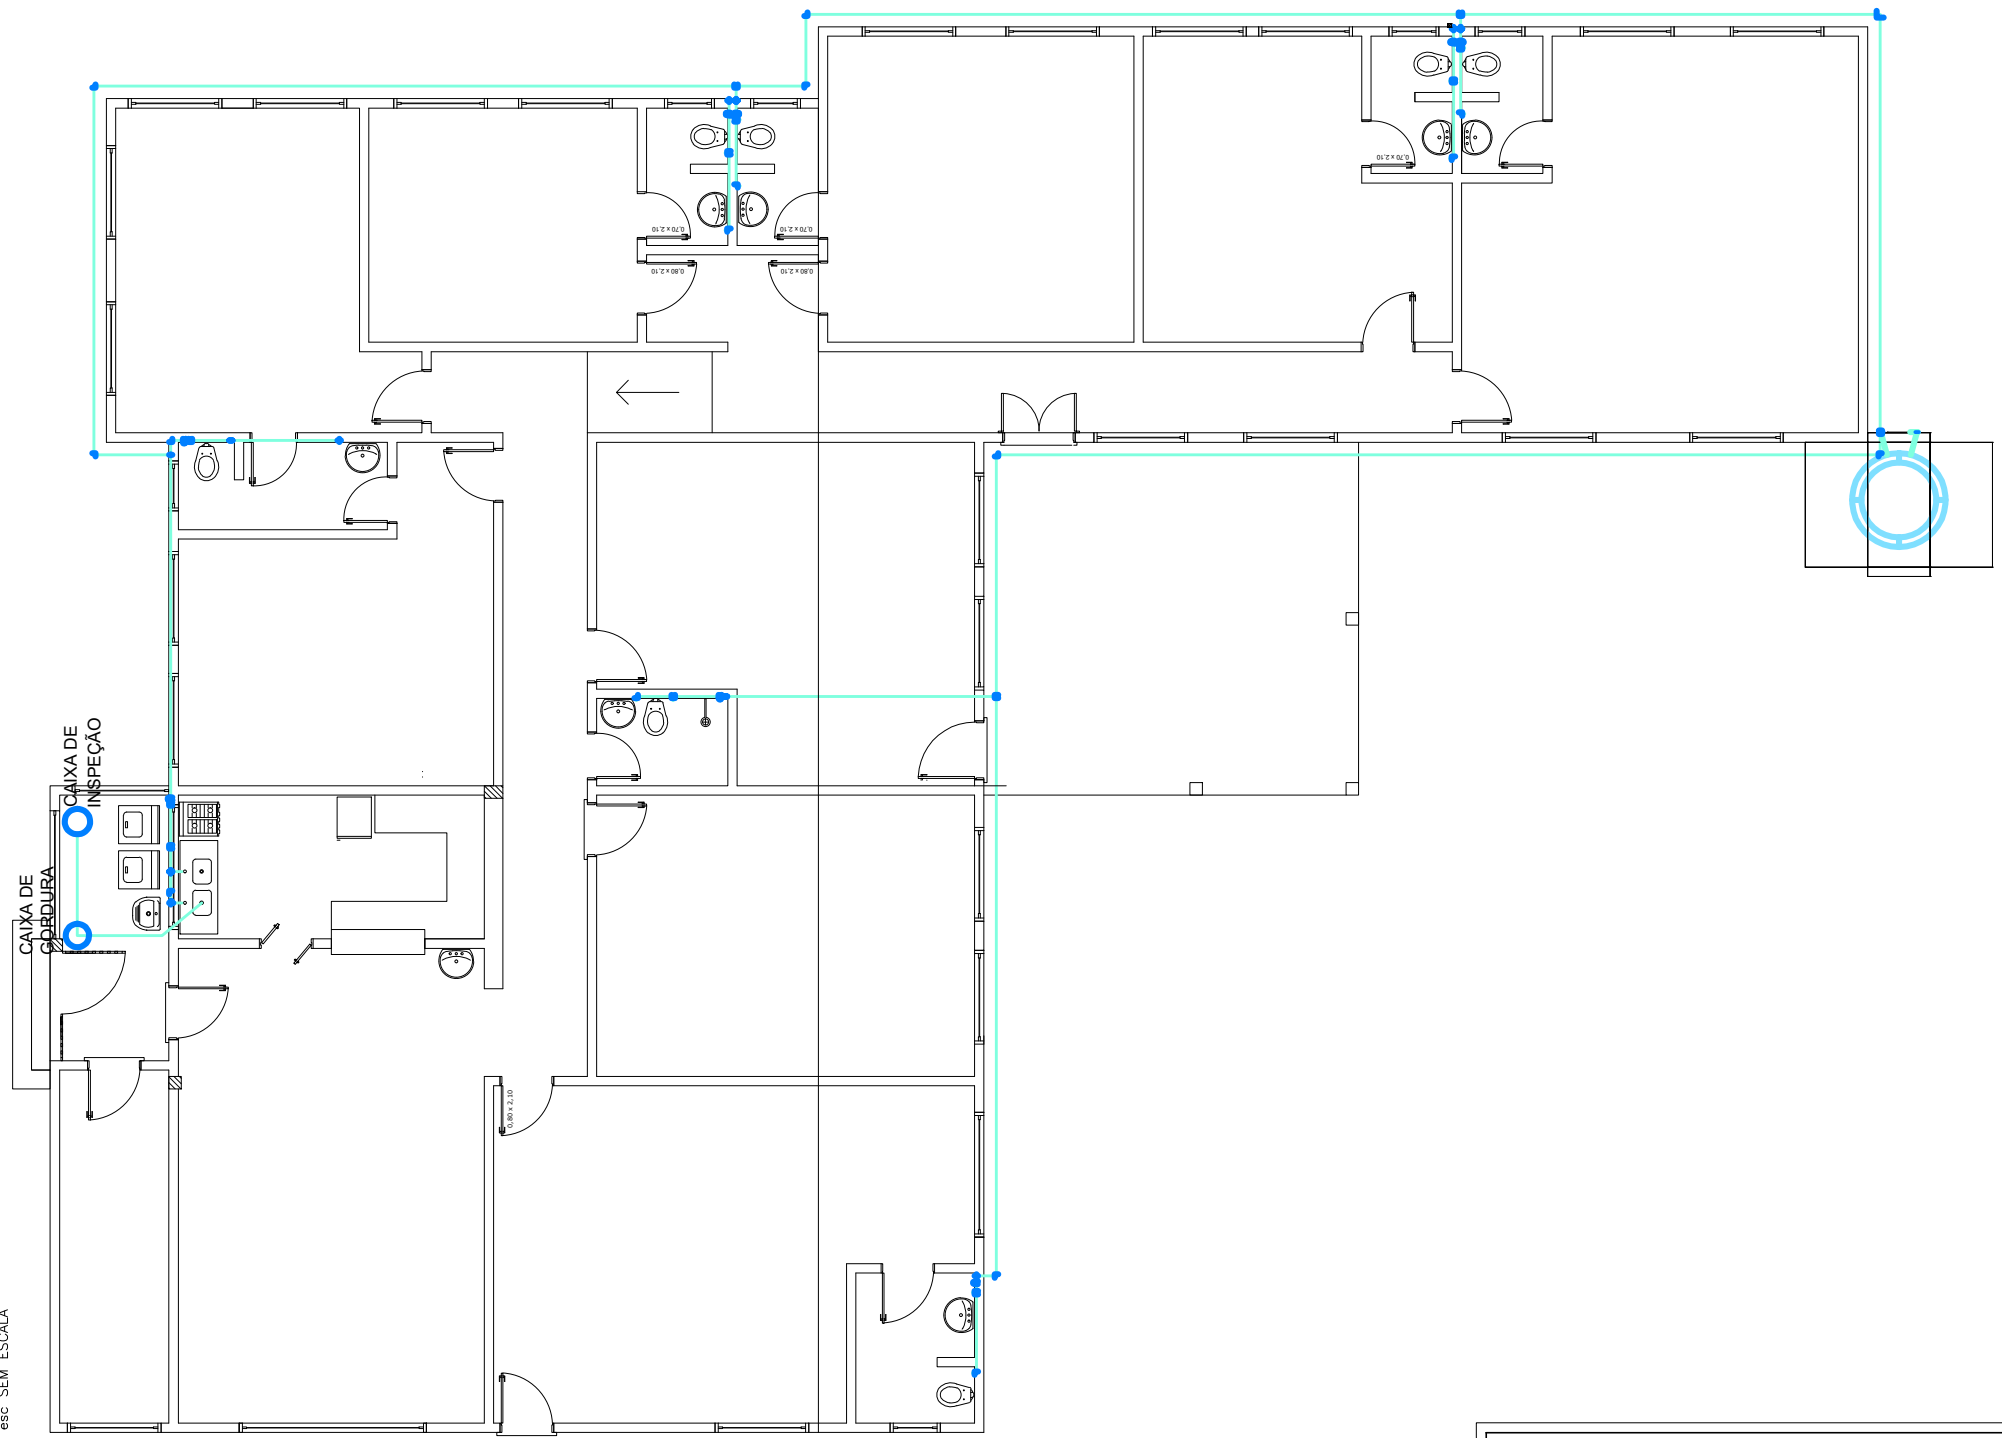 0,70 x 2,10
0,70 x 2,10
0,70 x 2,10
0,80 x 2,10
0,80 x 2,10
CAIXA DE
INSPEÇÃO
CAIXA DE
GORDURA
0,80 x 2,10
esc SEM ESCALA